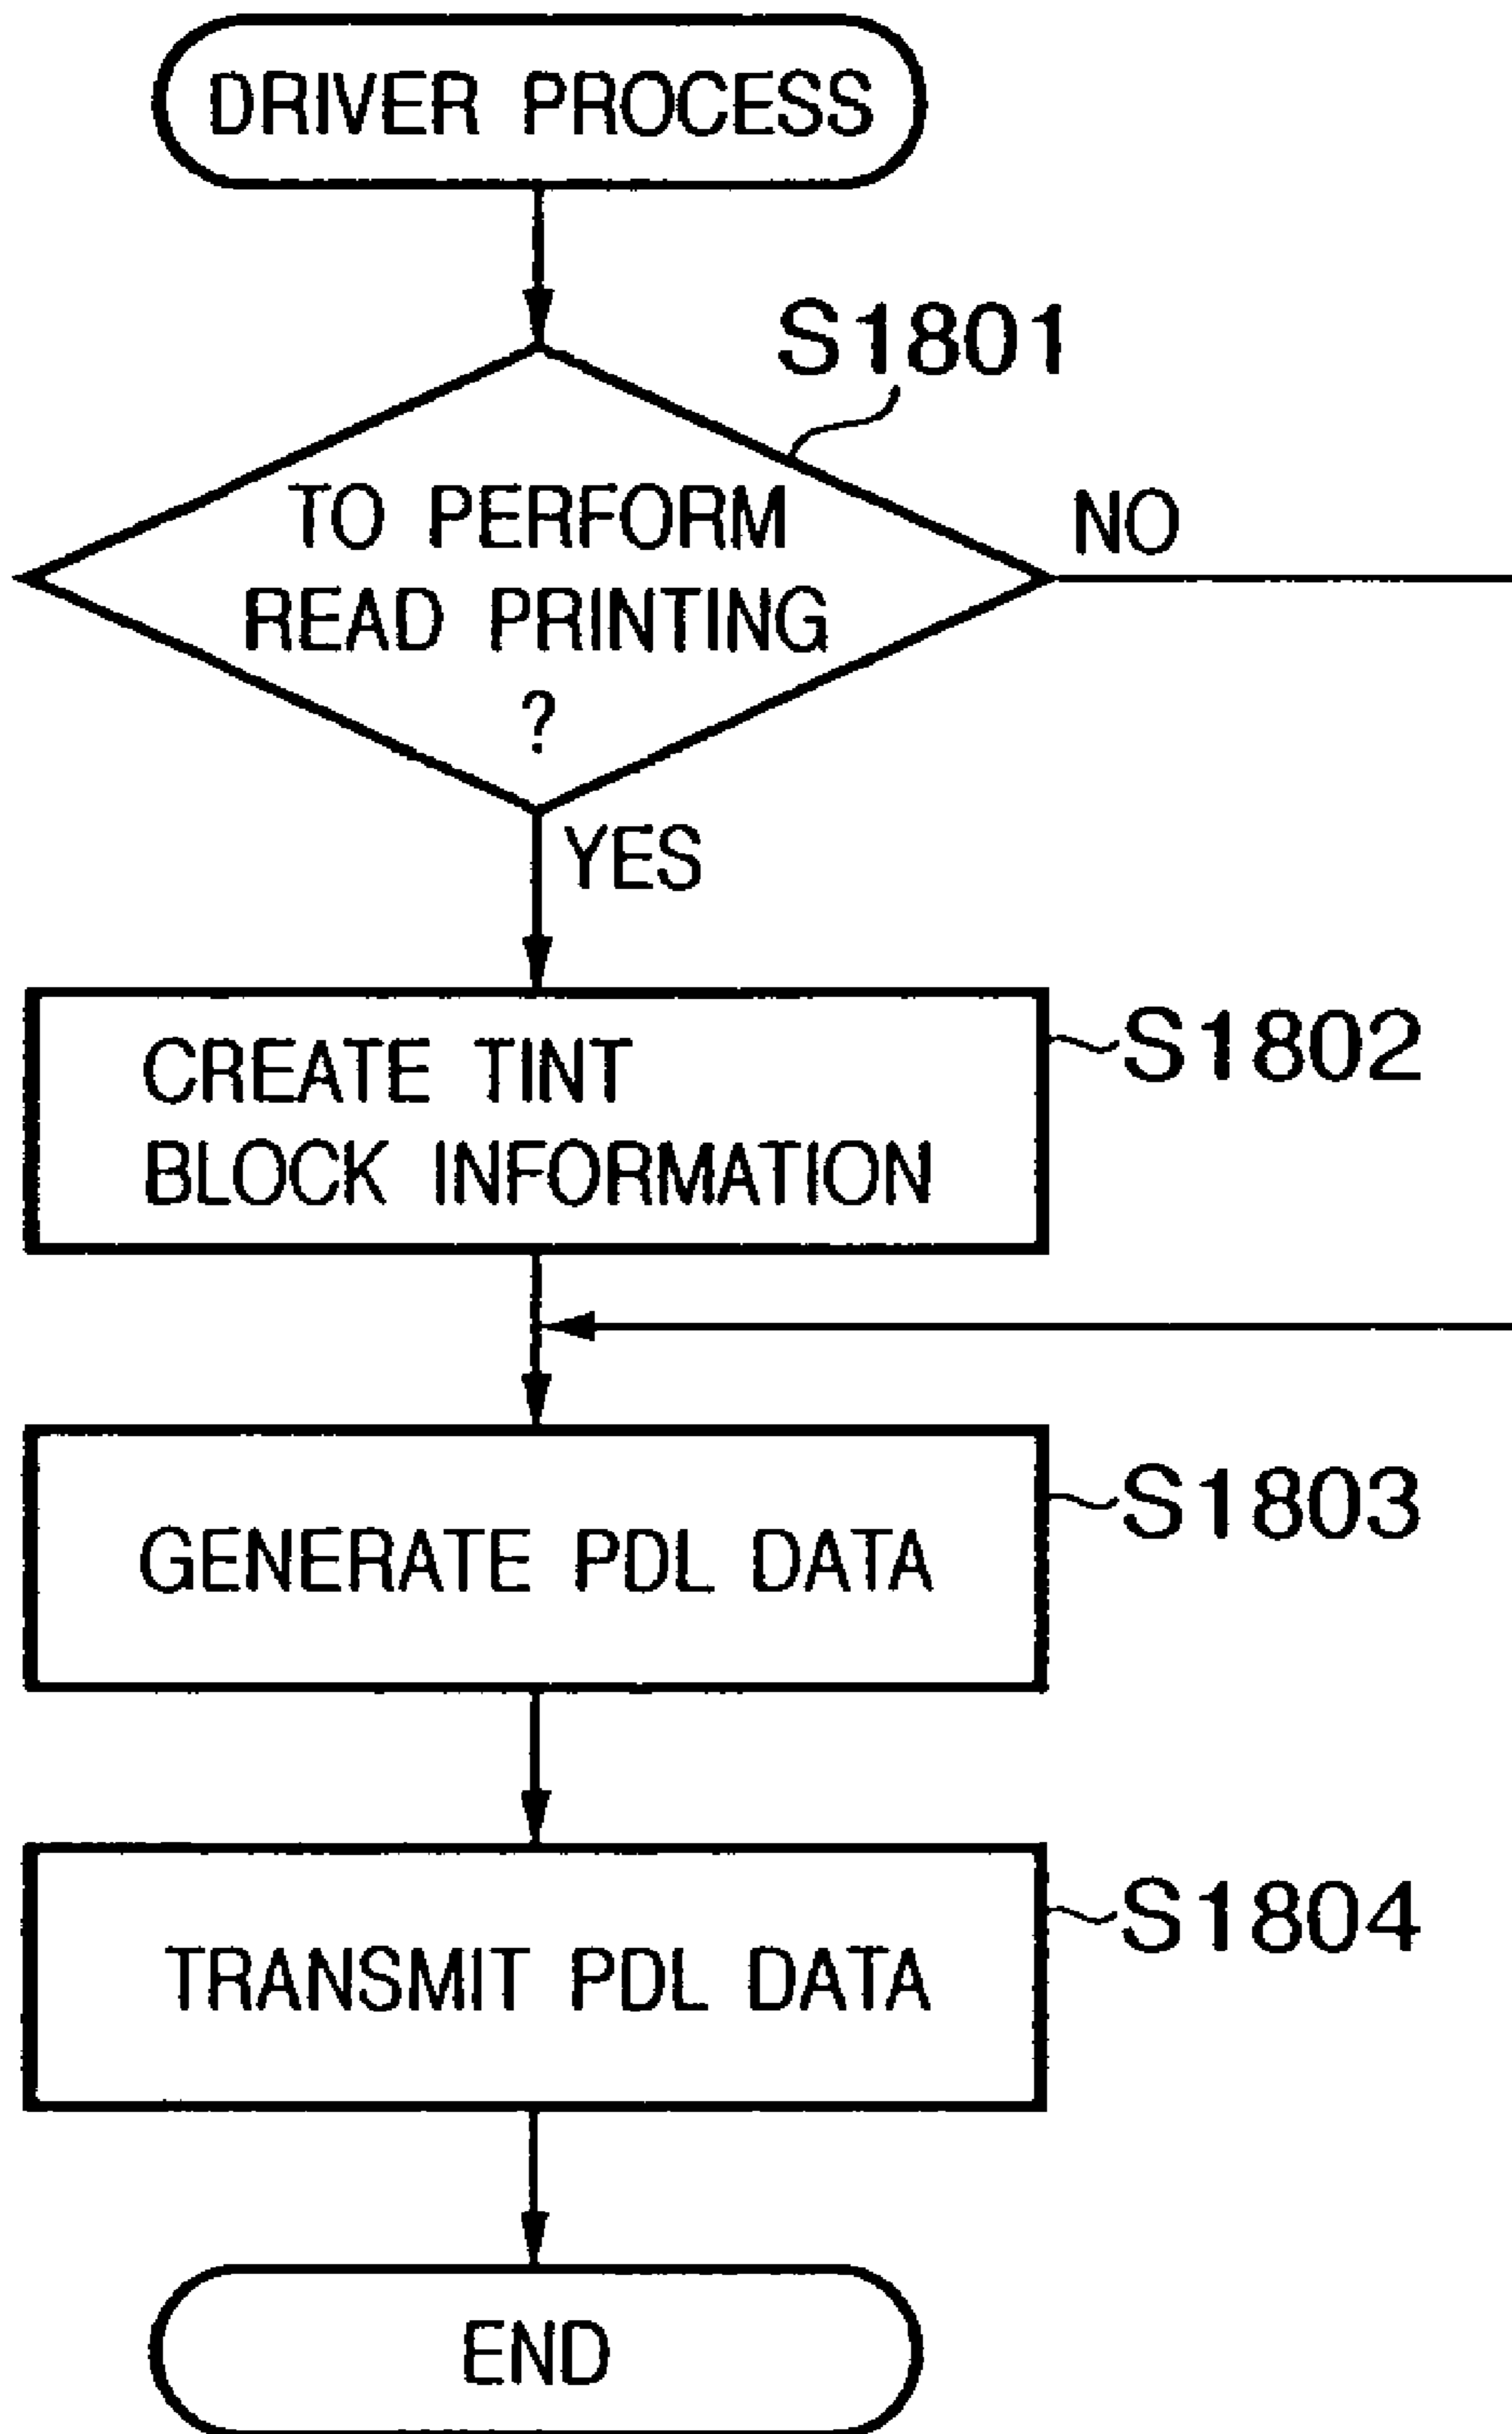 DRIVER PROCESS
S1801
TO PERFORM
READ PRINTING
?
NO
YES
CREATE TINT
BLOCK INFORMATION
S1802
GENERATE PDL DATA
S1803
TRANSMIT PDL DATA
S1804
END